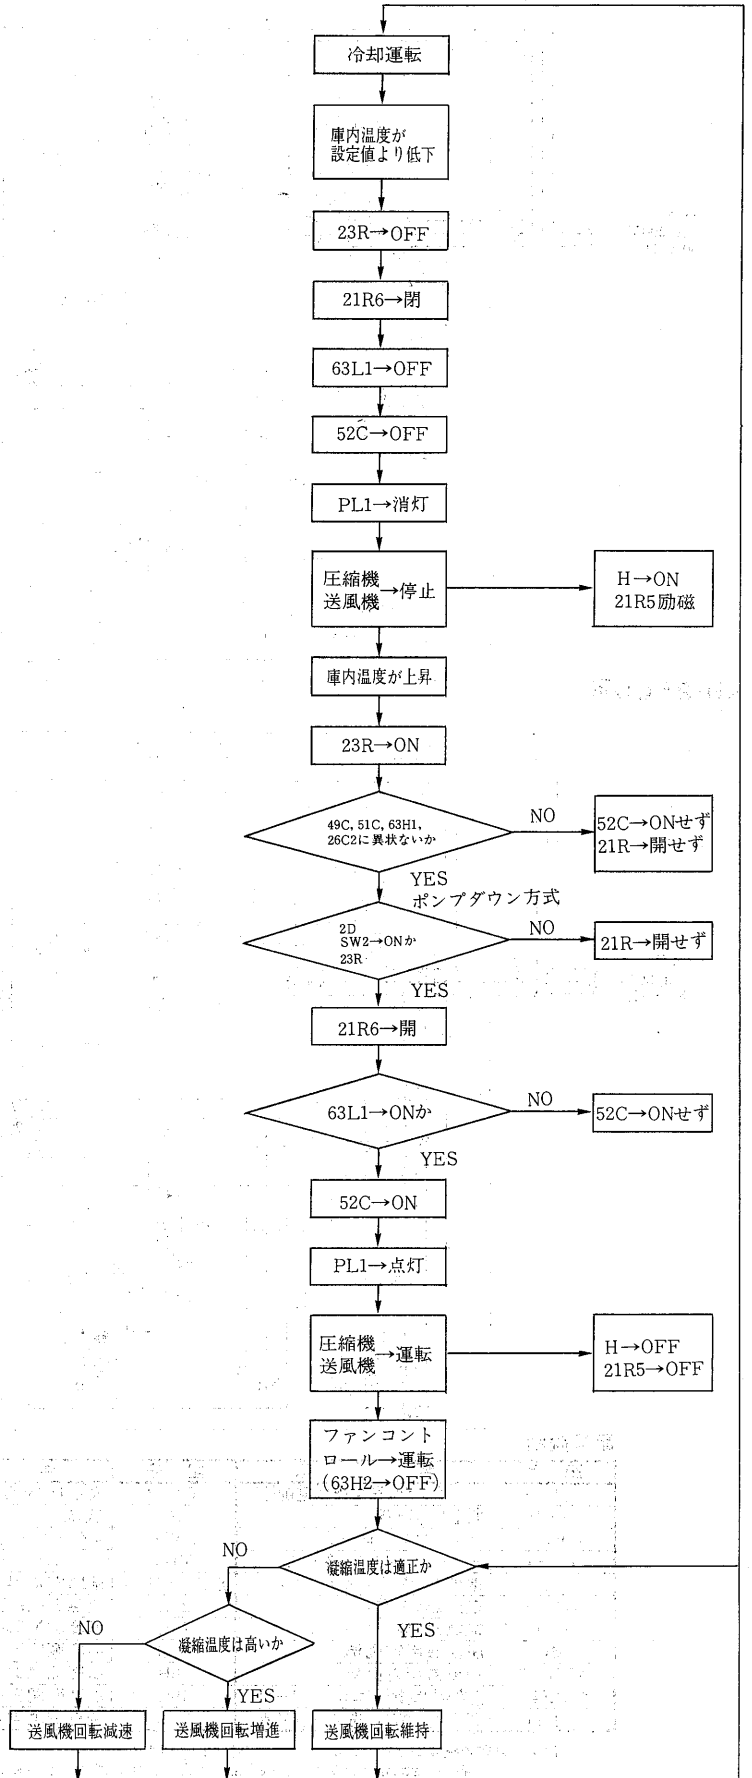 冷却運転
庫内温度が
設定値より低下
23R→OFF
21R6→閉
63L1→OFF
52C→OFF
PL1→消灯
圧縮機
送風機
→停止
H→ON
21R5励磁
庫内温度が上昇
23R→ON
49C, 51C, 63H1,
26C2に異状ないか
NO
52C→ONせず
21R→開せず
YES
ポンプダウン方式
2D
SW2→ONか
23R
NO
21R→開せず
YES
21R6→開
63L1→ONか
NO
52C→ONせず
YES
52C→ON
PL1→点灯
圧縮機
送風機
→運転
H→OFF
21R5→OFF
ファンコント
ロール→運転
(63H2→OFF)
凝縮温度は適正か
NO
YES
凝縮温度は高いか
NO
YES
送風機回転減速
送風機回転増進
送風機回転維持